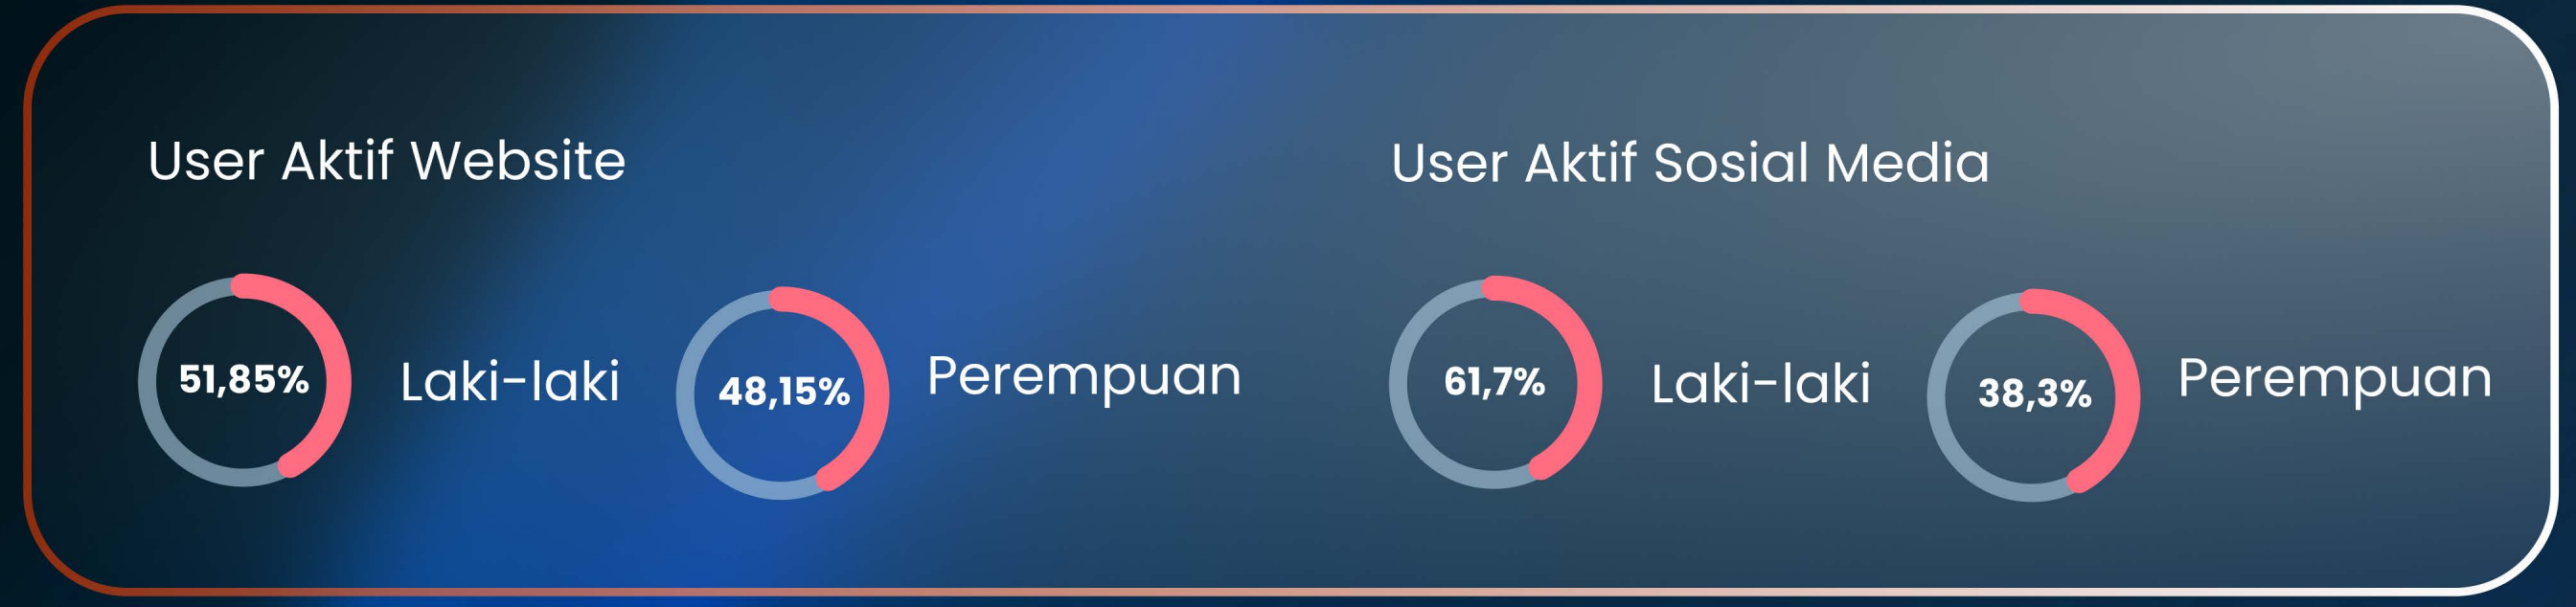 User Aktif Website
51,85%
Laki-laki
48,15%
Perempuan
User Aktif Sosial Media
61,7%
Laki-laki
38,3%
Perempuan